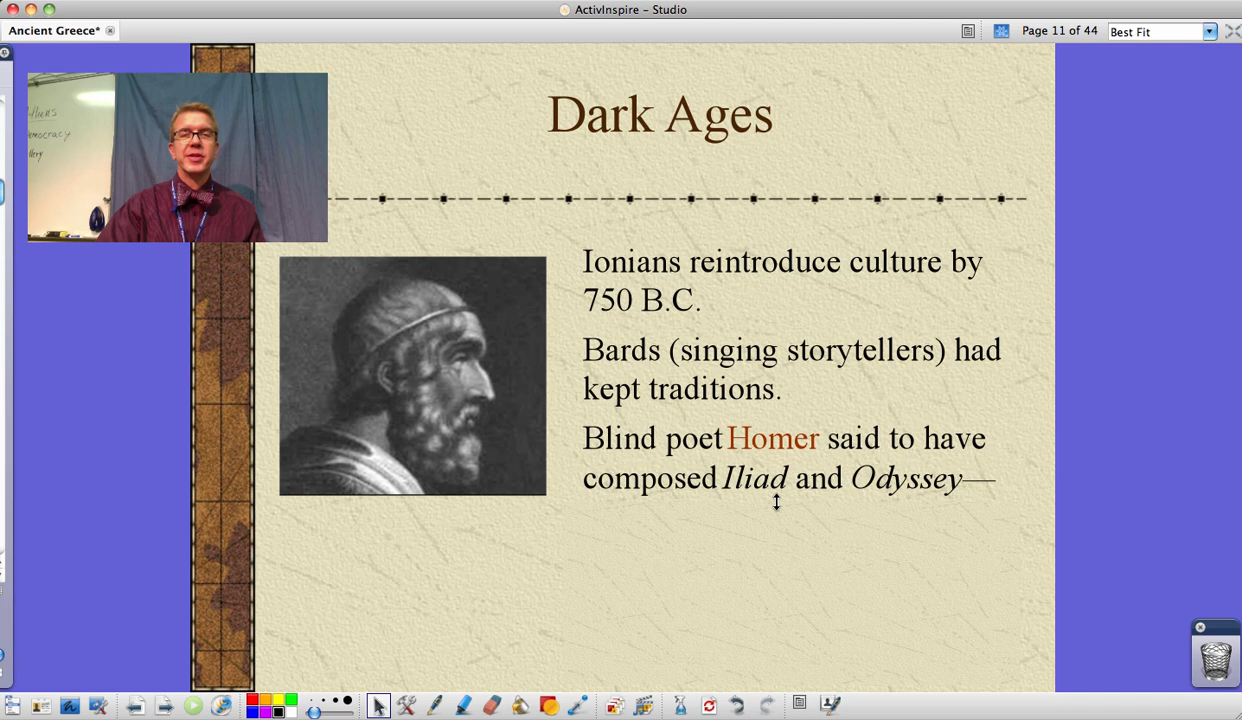 ActivInspire – Studio
Ancient Greece*
Page 11 of 44
Best Fit
Dark Ages
Ionians reintroduce culture by
750 B.C.
Bards (singing storytellers) had
kept traditions.
Blind poet Homer said to have
composed Iliad and Odyssey—